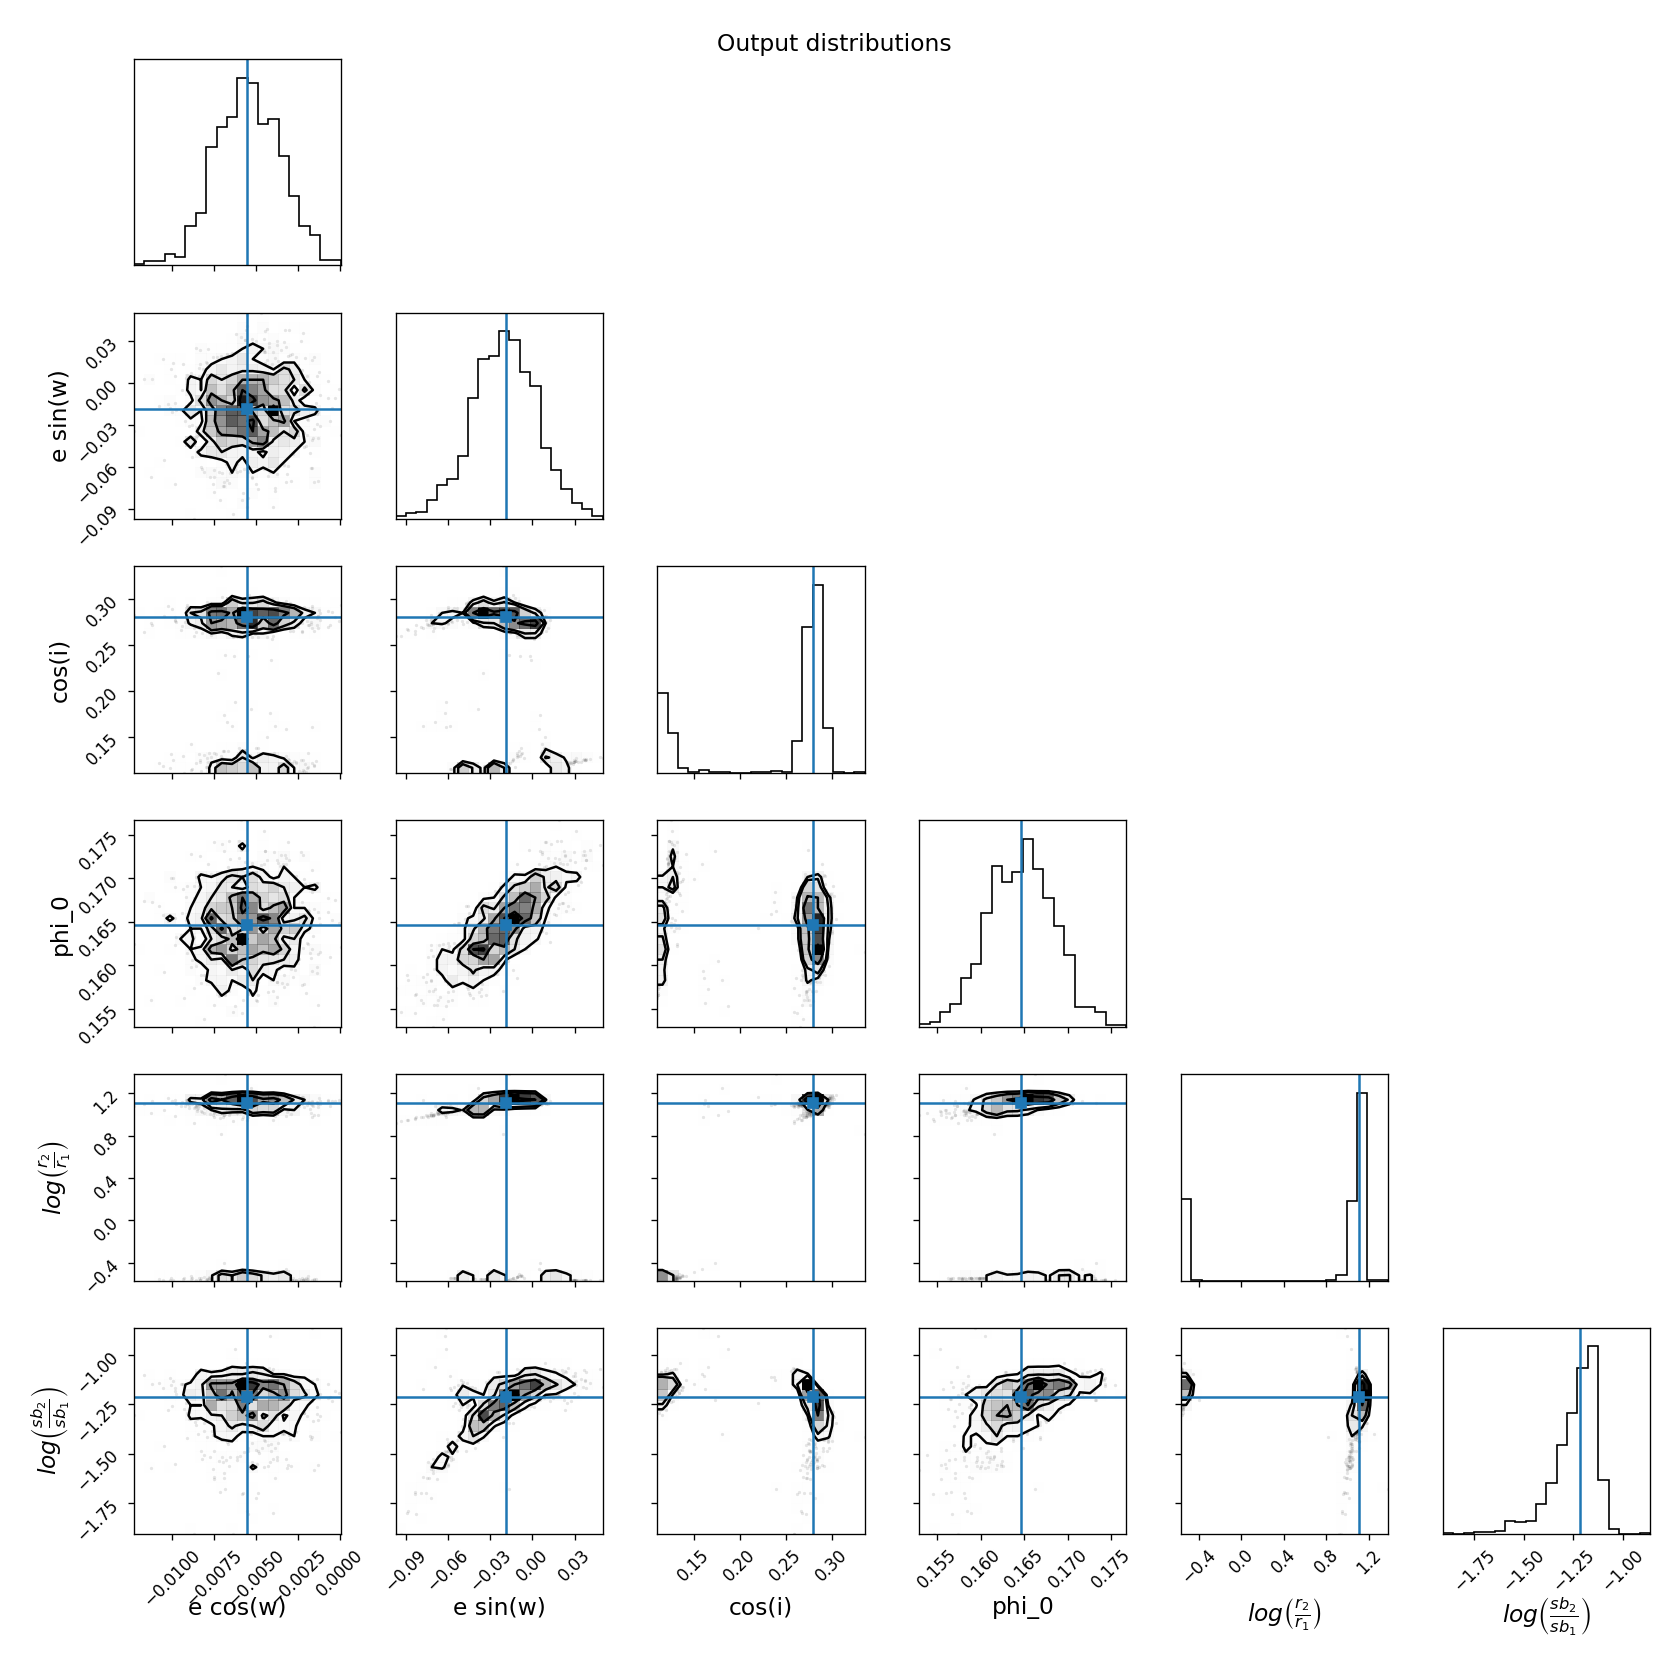 Output distributions
e sin(w)
0.03
0.00
−0.03
−0.06
−0.09
cos(i)
0.30
0.25
0.20
0.15
phi_0
0.175
0.170
0.165
0.160
0.155
log(r2/r1)
1.2
0.8
0.4
0.0
−0.4
log(sb2/sb1)
−1.00
−1.25
−1.50
−1.75
−0.0100 −0.0075 −0.0050 −0.0025 0.0000
e cos(w)
−0.09 −0.06 −0.03 0.00 0.03
e sin(w)
0.15 0.20 0.25 0.30
cos(i)
0.155 0.160 0.165 0.170 0.175
phi_0
−0.4 0.0 0.4 0.8 1.2
log(r2/r1)
−1.75 −1.50 −1.25 −1.00
log(sb2/sb1)